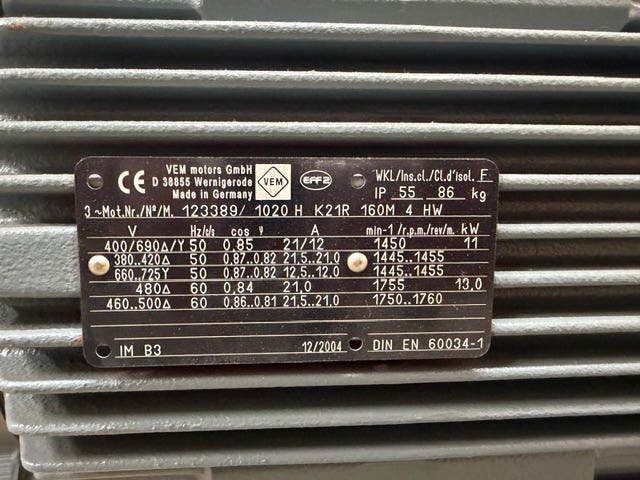 VEM motors GmbH
D 38855 Wernigerode
Made in Germany
CE
VEM
EFF2
WKL/Ins.cl./Cl.d'isol. F
IP 55 86 kg
3~Mot.Nr./N°/M. 123389/ 1020 H K21R 160M 4 HW
V Hz/c/s cos φ A min-1/r.p.m./rev/m. kW
400/690Δ/Y 50 0,85 21/12 1450 11
380..420Δ 50 0,87..0,82 21,5..21,0 1445..1455
660..725Y 50 0,87..0,82 12,5..12,0 1445..1455
480Δ 60 0,84 21,0 1755 13,0
460..500Δ 60 0,86..0,81 21,5..21,0 1750..1760
IM B3 12/2004 DIN EN 60034-1